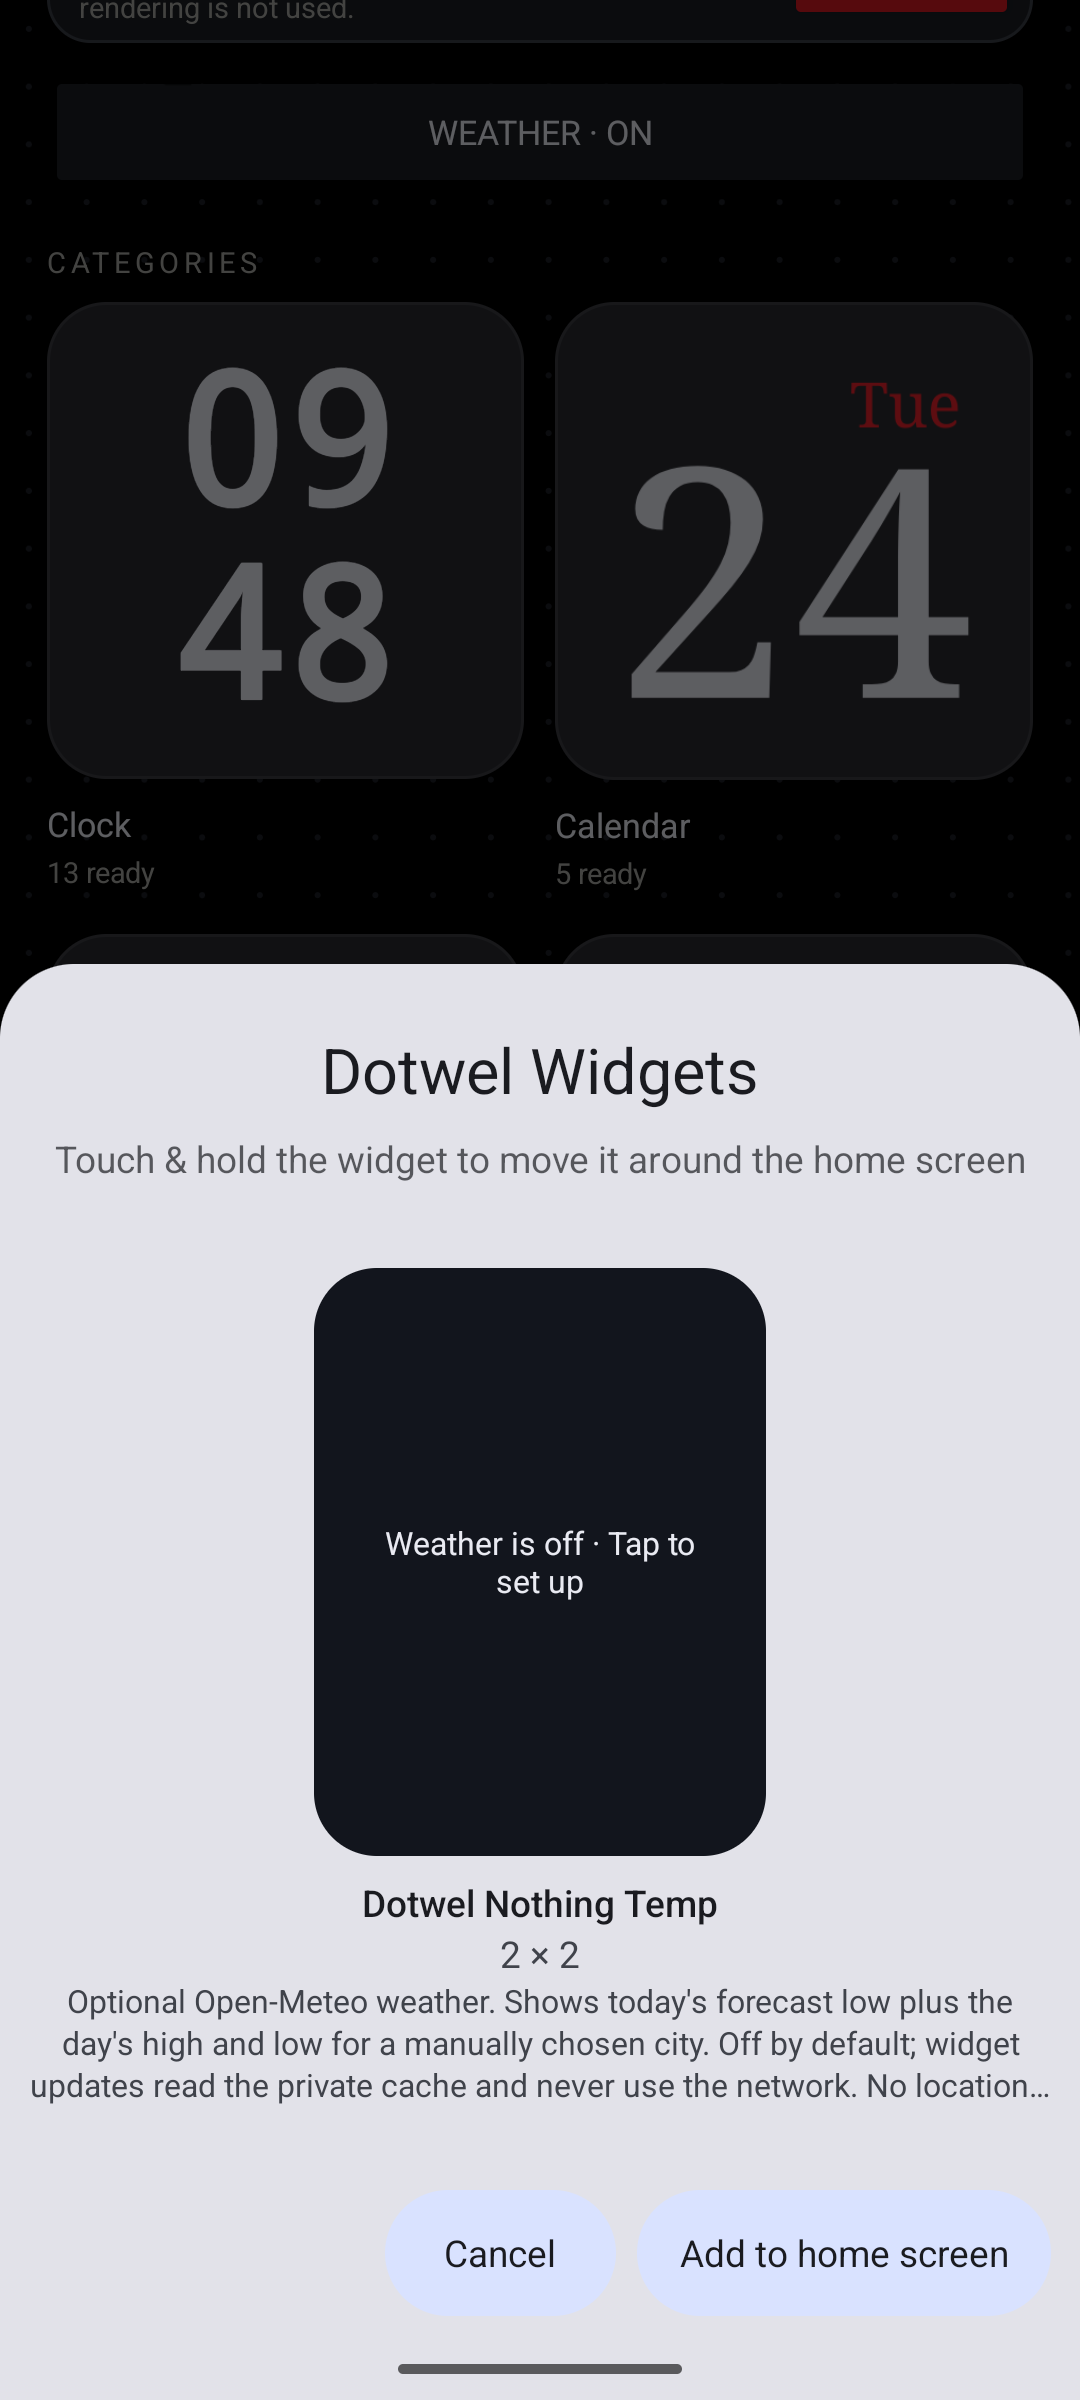 rendering is not used.
WEATHER · ON
CATEGORIES
09
48
Tue
24
Clock
13 ready
Calendar
5 ready
Dotwel Widgets
Touch & hold the widget to move it around the home screen
Weather is off · Tap to
set up
Dotwel Nothing Temp
2 × 2
Optional Open-Meteo weather. Shows today's forecast low plus the
day's high and low for a manually chosen city. Off by default; widget
updates read the private cache and never use the network. No location…
Cancel
Add to home screen